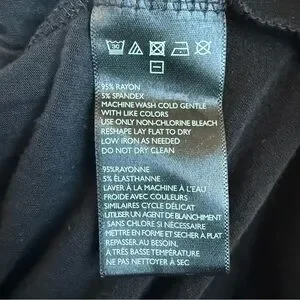 30
95% RAYON
5% SPANDEX
MACHINE WASH COLD GENTLE
WITH LIKE COLORS
USE ONLY NON-CHLORINE BLEACH
RESHAPE LAY FLAT TO DRY
LOW IRON AS NEEDED
DO NOT DRY CLEAN
95%RAYONNE
5% ÉLASTHANNE
LAVER À LA MACHINE À L'EAU
FROIDE AVEC COULEURS
SIMILAIRES CYCLE DÉLICAT
UTILISER UN AGENT DE BLANCHIMENT
SANS CHLORE SI NÉCESSAIRE
METTRE EN FORME ET SECHER À PLAT
REPASSER AU BESOIN,
À TRÈS BASSE TEMPÉRATURE
NE PAS NETTOYER À SEC